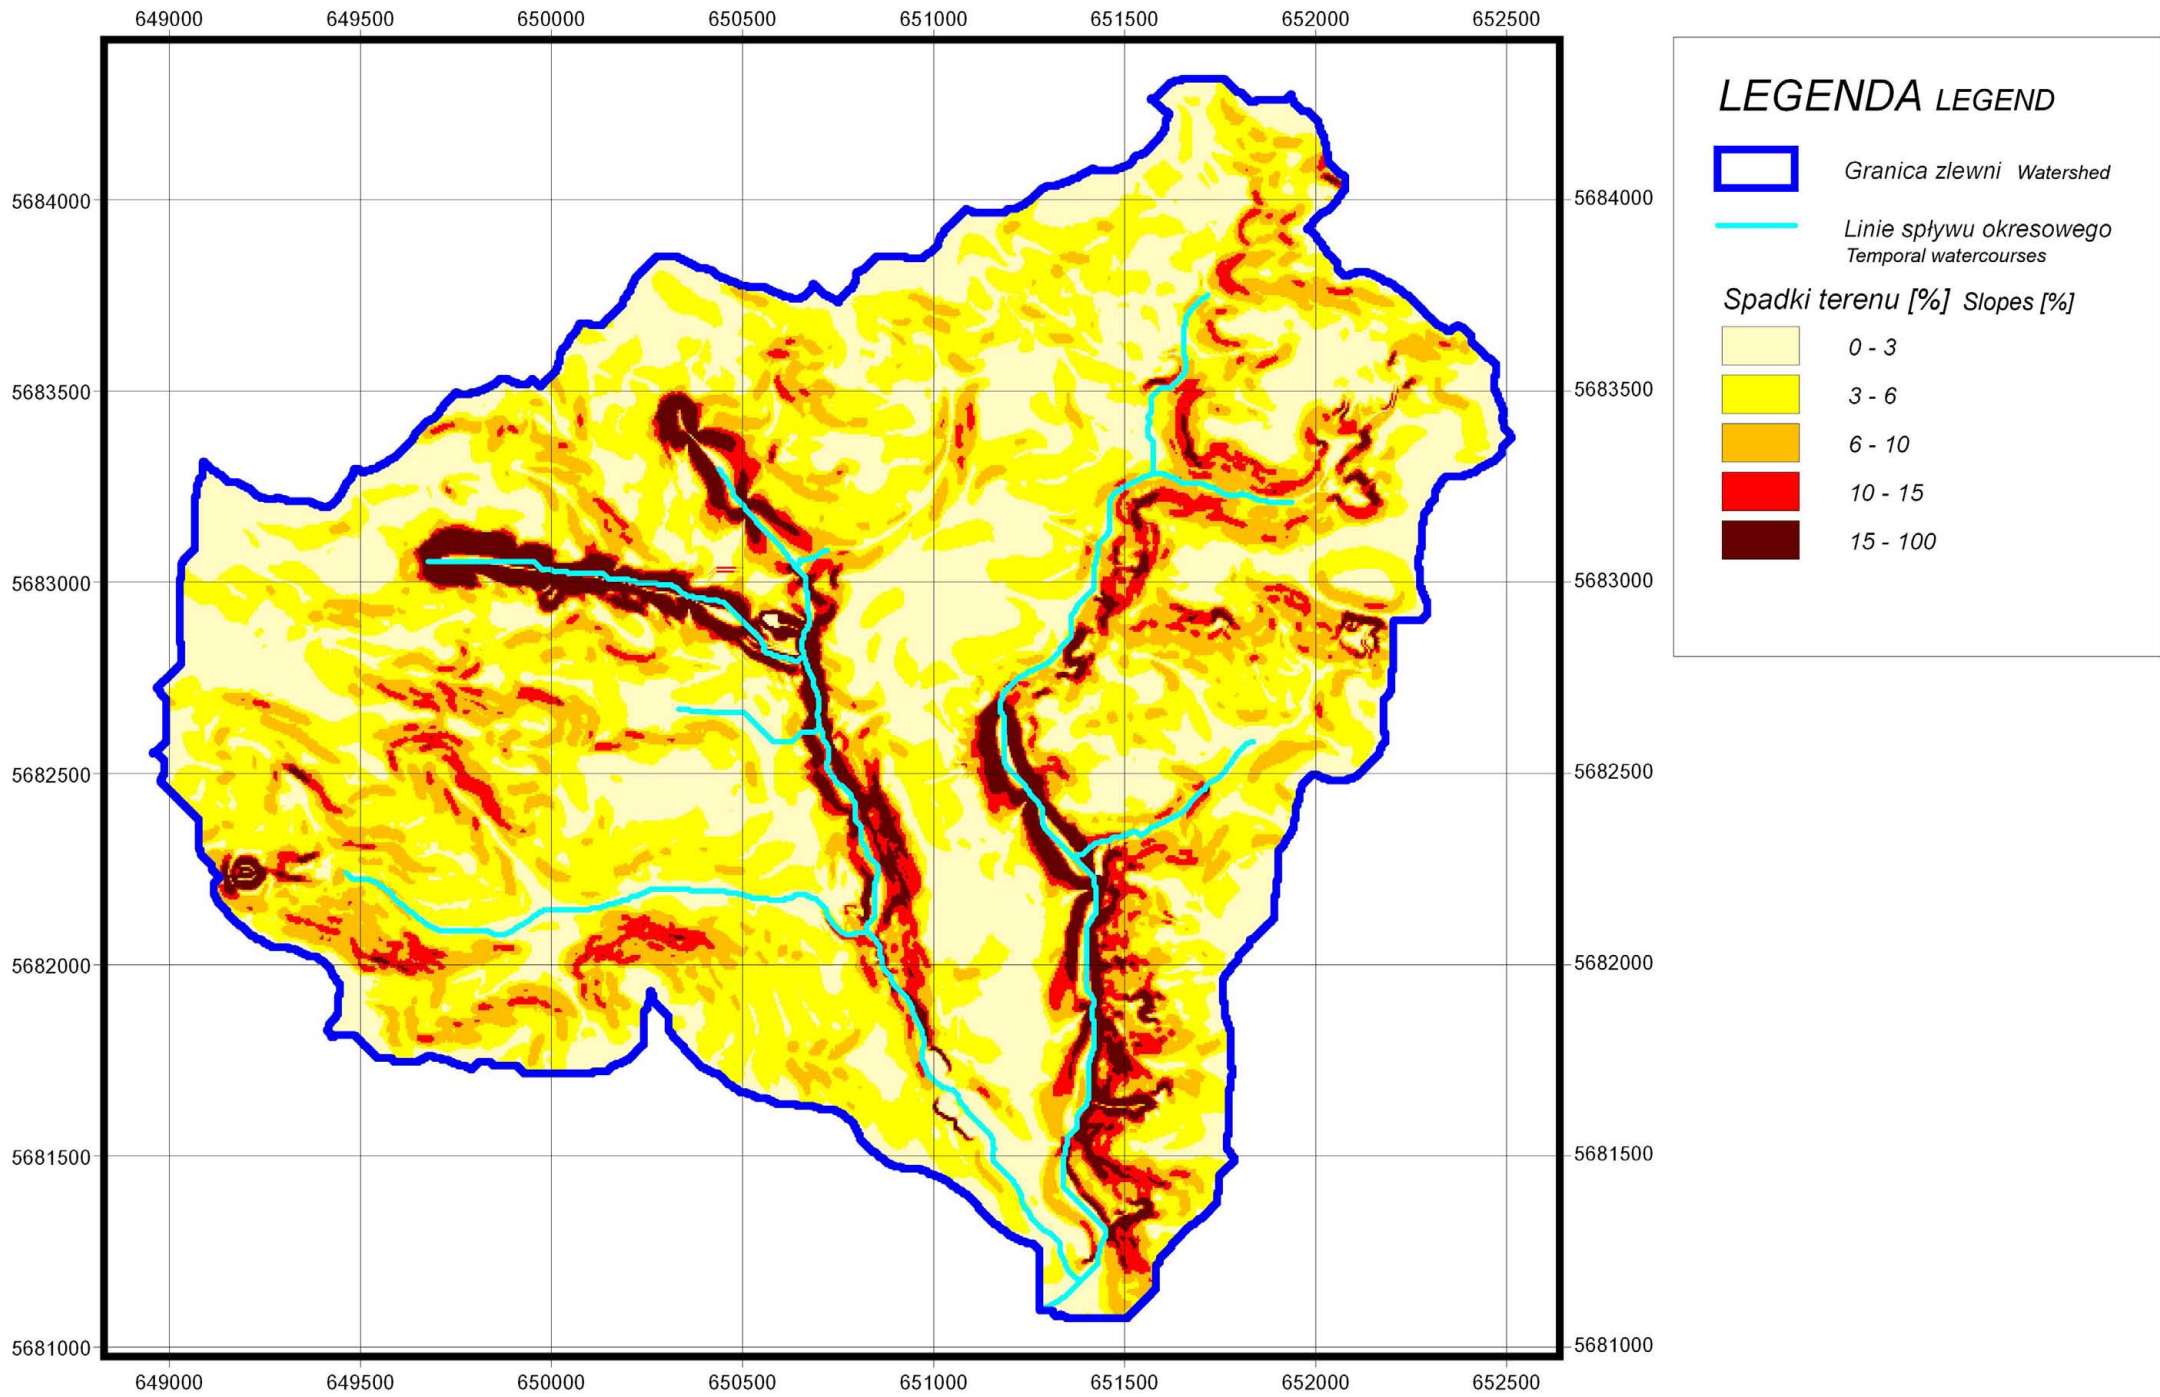 649000 649500 650000 650500 651000 651500 652000 652500
5684000
5683500
5683000
5682500
5682000
5681500
5681000
5684000
5683500
5683000
5682500
5682000
5681500
5681000
649000 649500 650000 650500 651000 651500 652000 652500
LEGENDA LEGEND
Granica zlewni Watershed
Linie spływu okresowego
Temporal watercourses
Spadki terenu [%] Slopes [%]
0 - 3
3 - 6
6 - 10
10 - 15
15 - 100